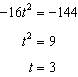 −16t² = −144
t² = 9
t = 3